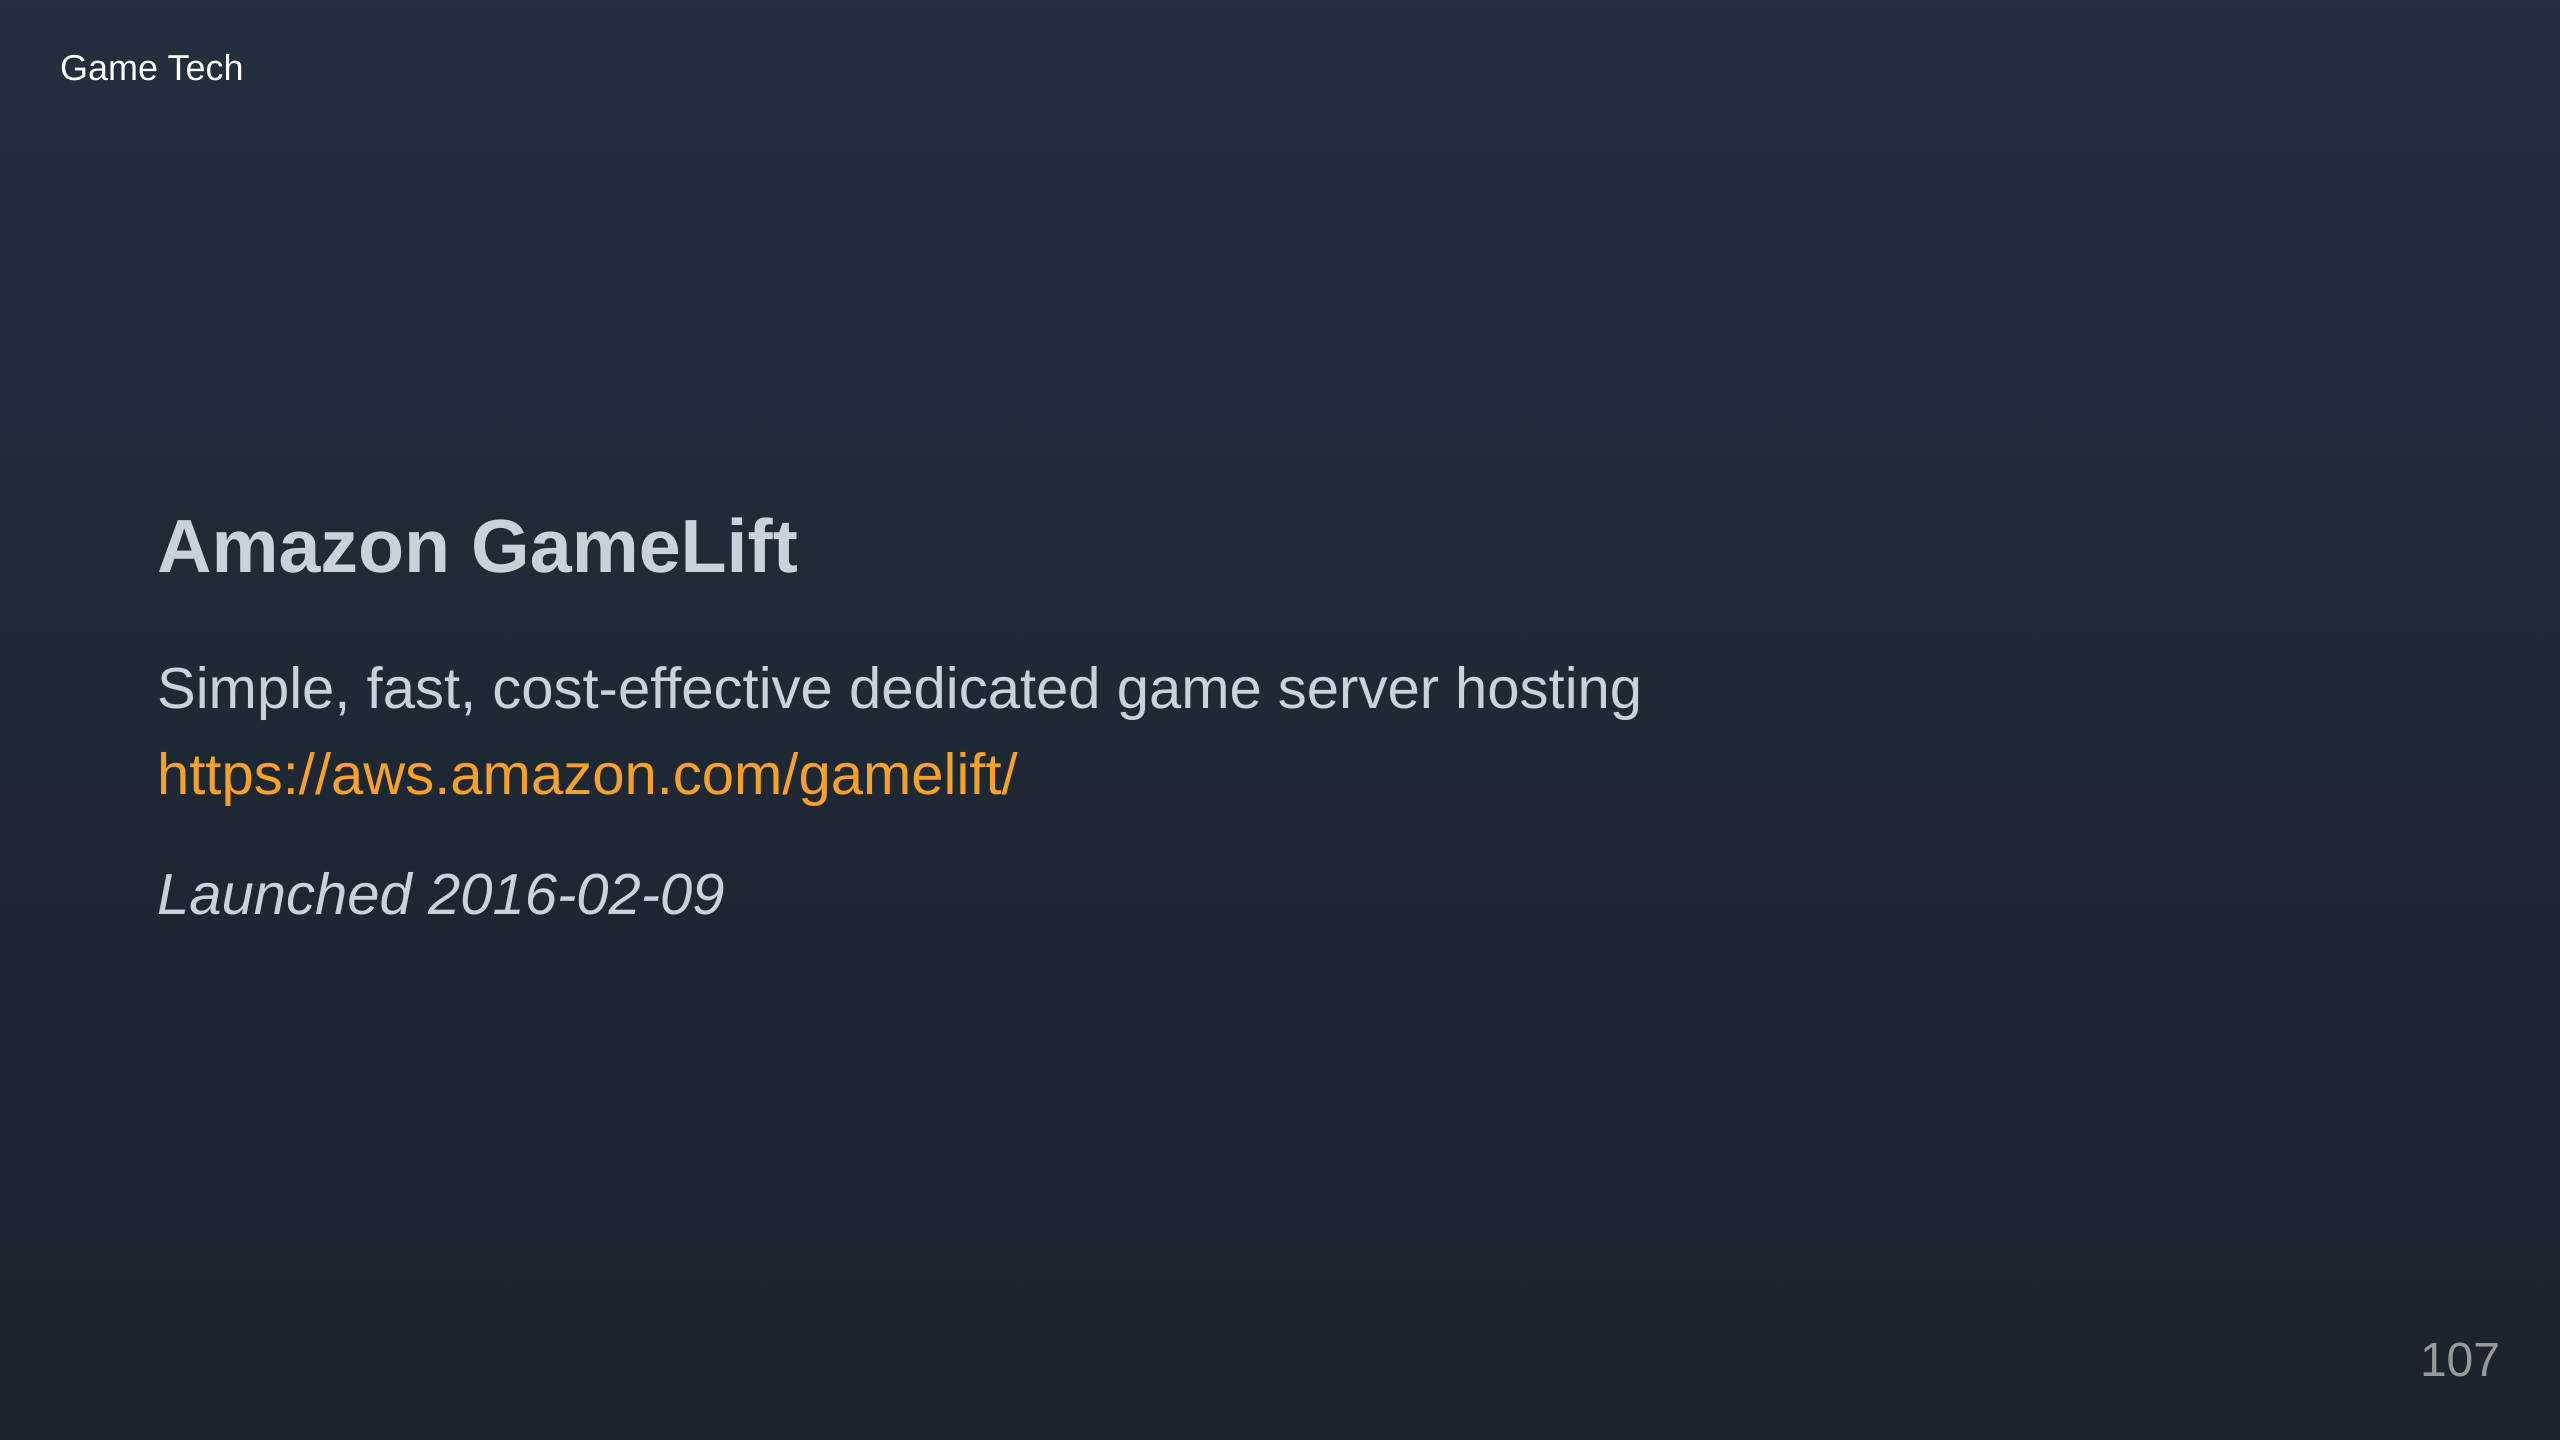 Game Tech
Amazon GameLift
Simple, fast, cost-effective dedicated game server hosting
https://aws.amazon.com/gamelift/
Launched 2016-02-09
107